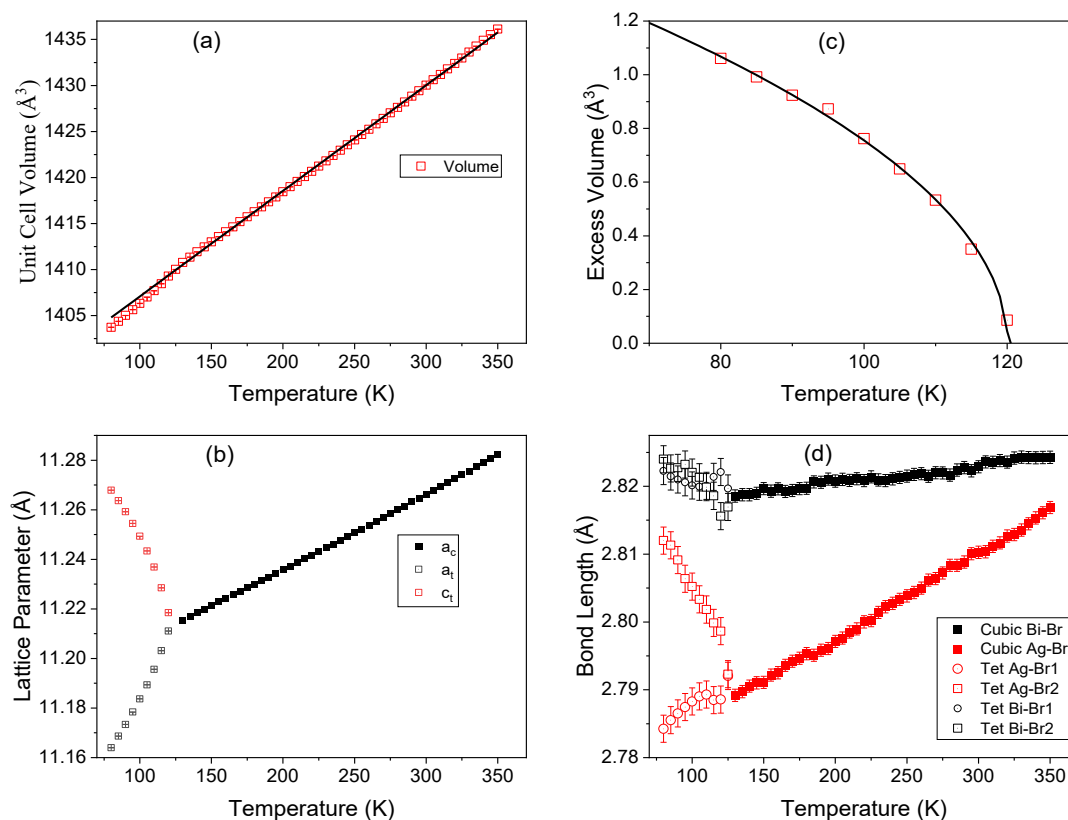 (a)
1435
1430
1425
1420
1415
1410
1405
Unit Cell Volume (Å³)
Volume
100 150 200 250 300 350
Temperature (K)
(c)
1.2
1.0
0.8
0.6
0.4
0.2
0.0
Excess Volume (Å³)
80 100 120
Temperature (K)
(b)
11.28
11.26
11.24
11.22
11.20
11.18
11.16
Lattice Parameter (Å)
a_c
a_t
c_t
100 150 200 250 300 350
Temperature (K)
(d)
2.82
2.81
2.80
2.79
2.78
Bond Length (Å)
Cubic Bi-Br
Cubic Ag-Br
Tet Ag-Br1
Tet Ag-Br2
Tet Bi-Br1
Tet Bi-Br2
100 150 200 250 300 350
Temperature (K)